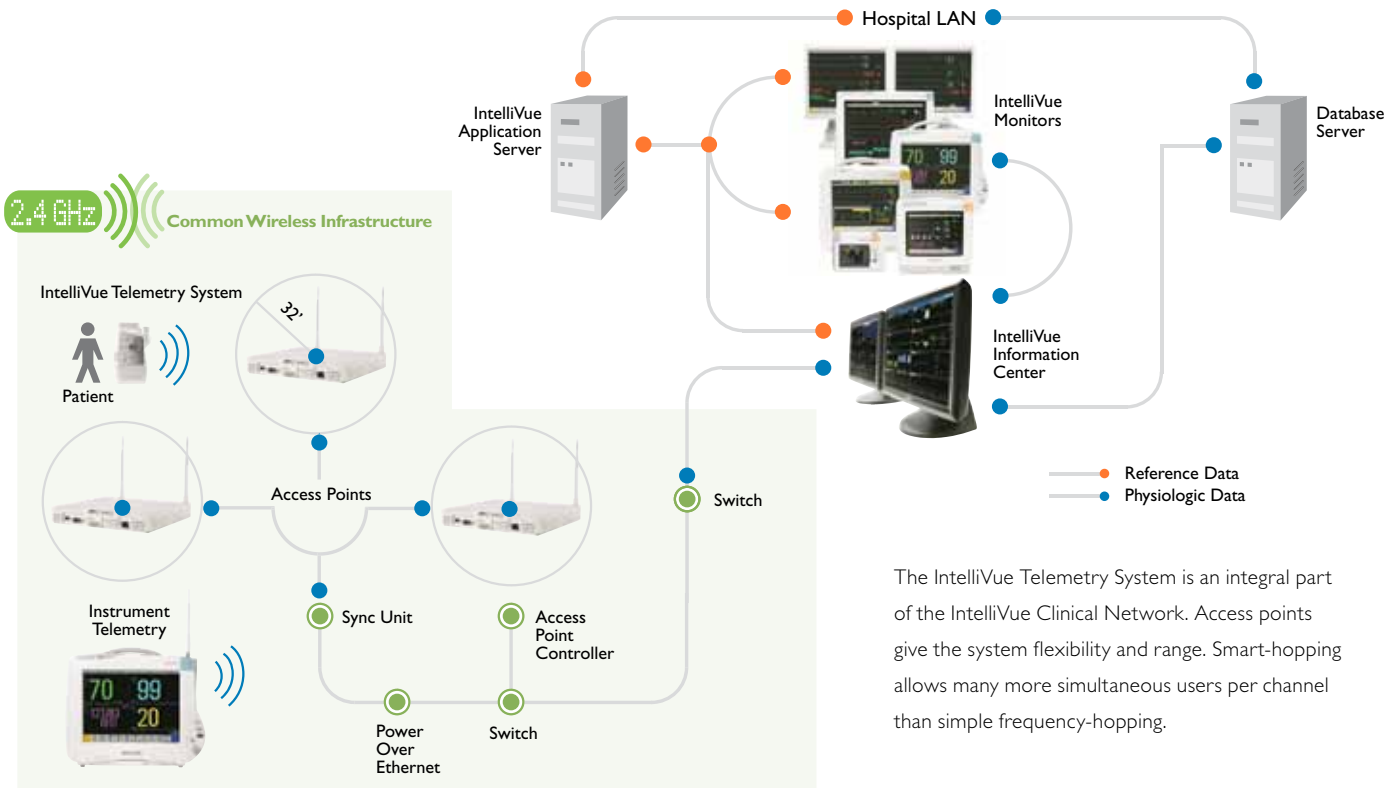 Hospital LAN
IntelliVue
Application
Server
IntelliVue
Monitors
Database
Server
2.4 GHz
Common Wireless Infrastructure
IntelliVue Telemetry System
32'
Patient
IntelliVue
Information
Center
Access Points
Switch
Reference Data
Physiologic Data
Instrument
Telemetry
70 99
20
70 99
20
Sync Unit
Access
Point
Controller
Power
Over
Ethernet
Switch
The IntelliVue Telemetry System is an integral part
of the IntelliVue Clinical Network. Access points
give the system flexibility and range. Smart-hopping
allows many more simultaneous users per channel
than simple frequency-hopping.